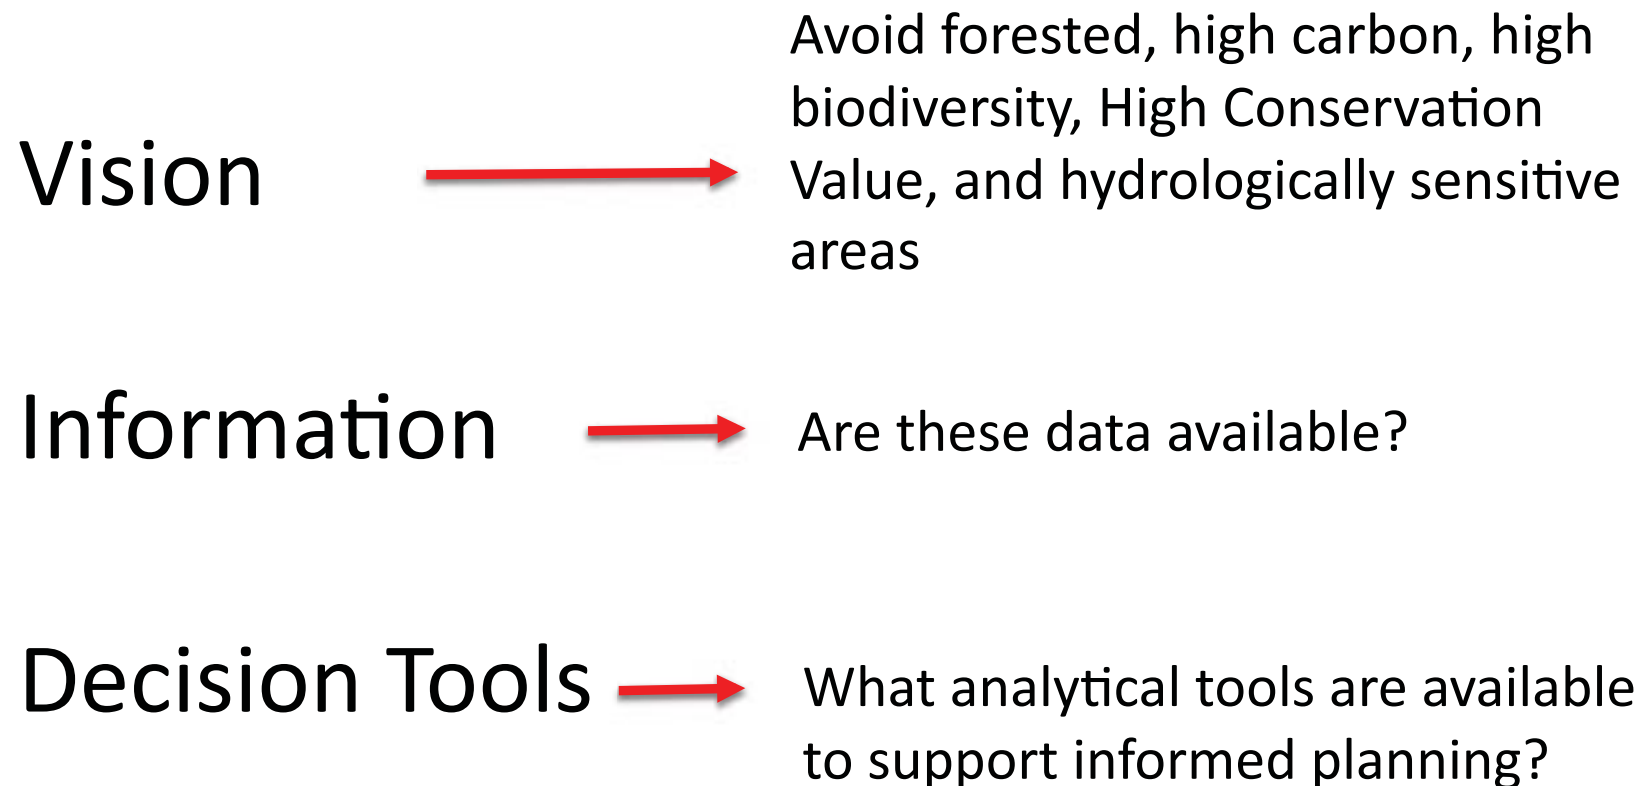 Vision
Avoid forested, high carbon, high
biodiversity, High Conservation
Value, and hydrologically sensitive
areas
Information
Are these data available?
Decision Tools
What analytical tools are available
to support informed planning?